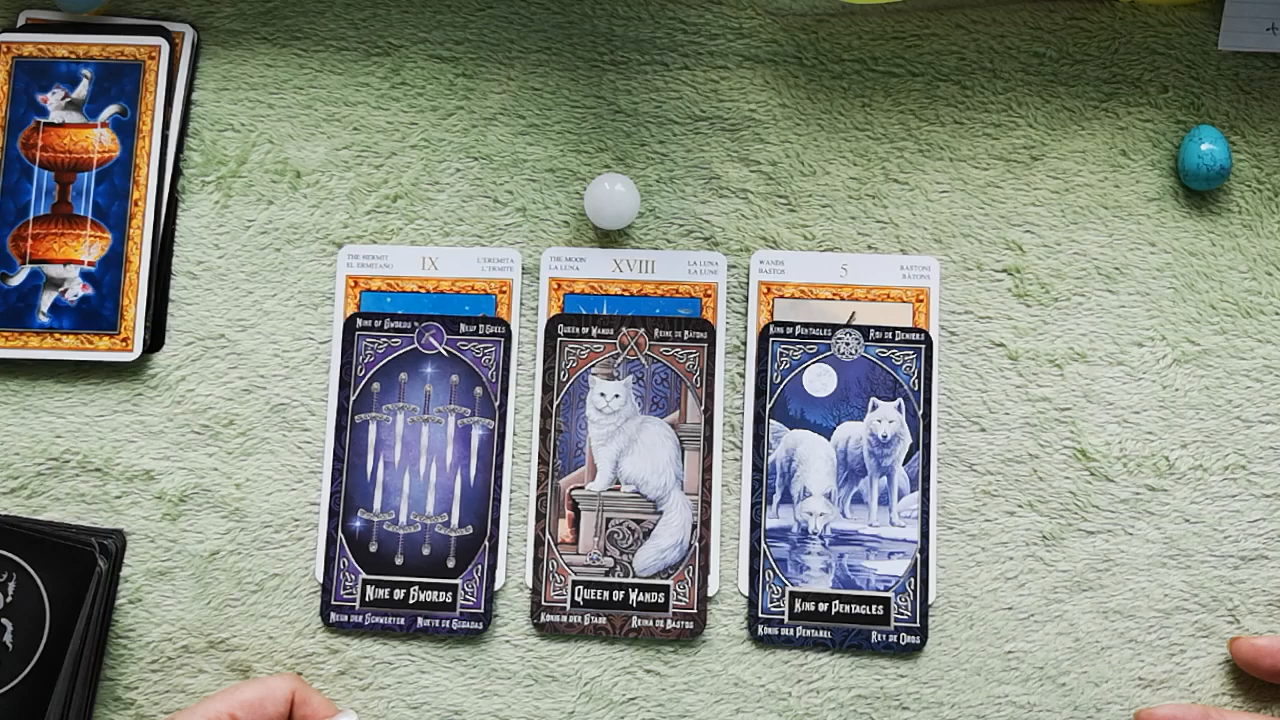 THE HERMIT IX L'EREMITA
EL ERMITAÑO L'ERMITE
NINE OF SWORDS NEUF D'ÉPÉES
NINE OF SWORDS
NEUN DER SCHWERTER NUEVE DE ESPADAS
THE MOON XVIII LA LUNA
LA LUNA LA LUNE
QUEEN OF WANDS REINE DE BÂTONS
QUEEN OF WANDS
KÖNIGIN DER STÄBE REINA DE BASTOS
WANDS 5 BASTONI
BASTOS BÂTONS
KING OF PENTACLES ROI DE DENIERS
KING OF PENTACLES
KÖNIG DER PENTAKEL REY DE OROS